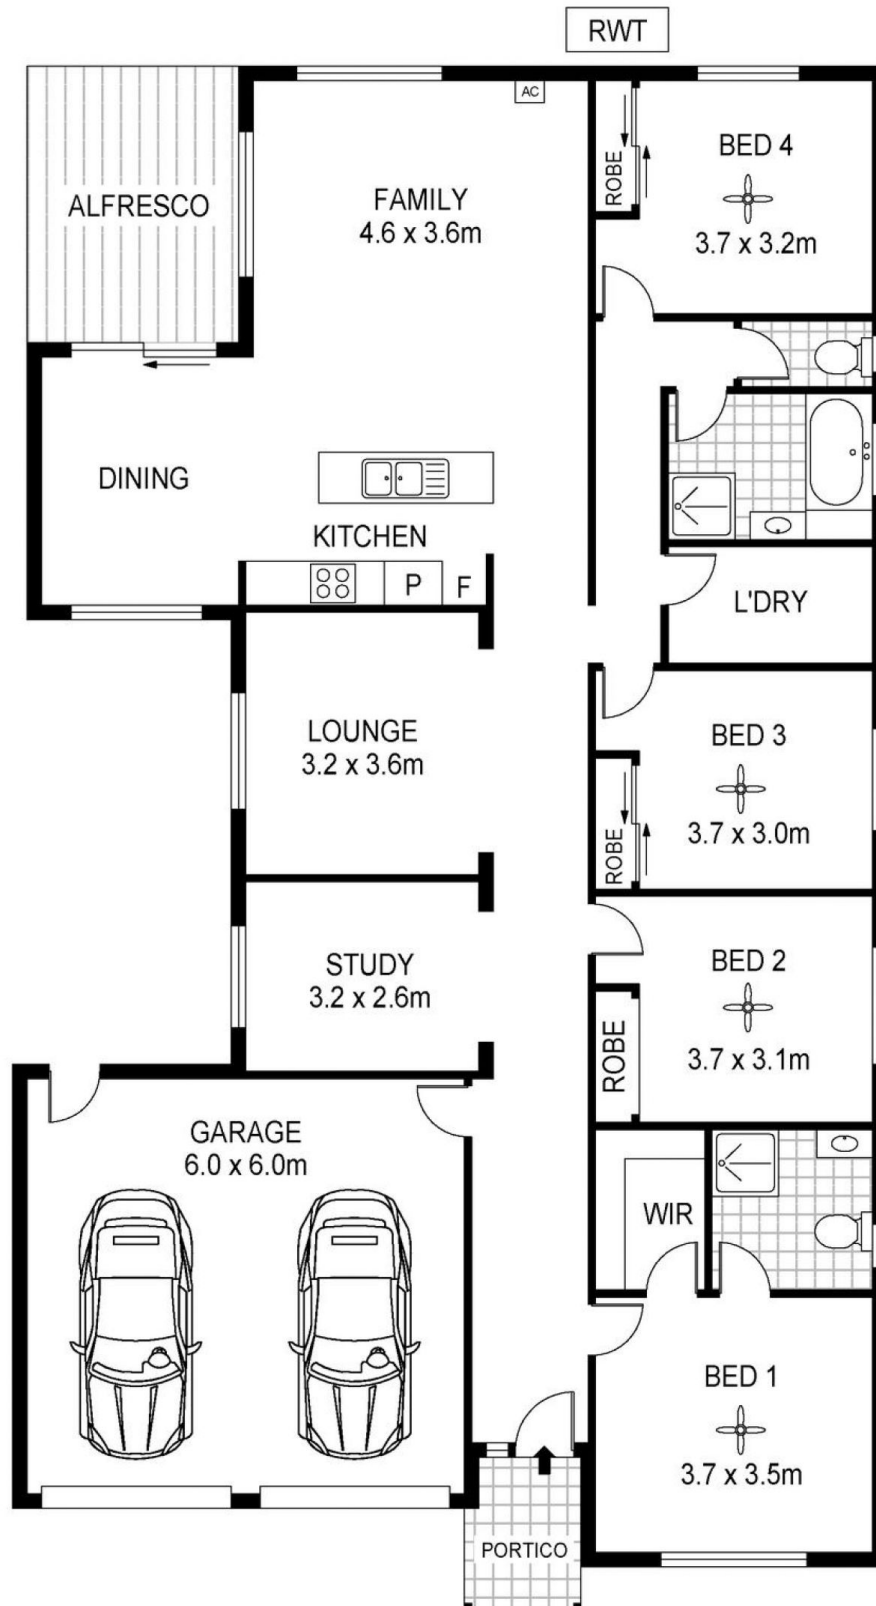 RWT
AC
ROBE
BED 4
3.7 x 3.2m
ALFRESCO
FAMILY
4.6 x 3.6m
DINING
KITCHEN
P
F
L'DRY
LOUNGE
3.2 x 3.6m
BED 3
3.7 x 3.0m
ROBE
STUDY
3.2 x 2.6m
BED 2
3.7 x 3.1m
ROBE
GARAGE
6.0 x 6.0m
WIR
BED 1
3.7 x 3.5m
PORTICO